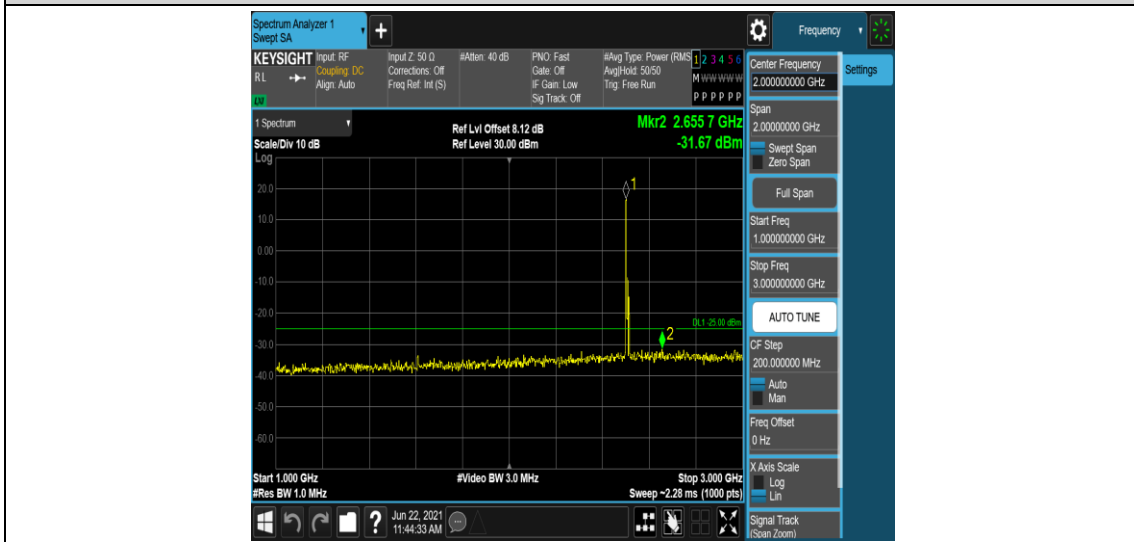 Spectrum Analyzer 1
Swept SA
+
Frequency
KEYSIGHT
RL
LXI
Input: RF
Coupling: DC
Align: Auto
Input Z: 50 Ω
Corrections: Off
Freq Ref: Int (S)
#Atten: 40 dB
PNO: Fast
Gate: Off
IF Gain: Low
Sig Track: Off
#Avg Type: Power (RMS
Avg|Hold: 50/50
Trig: Free Run
1 2 3 4 5 6
M W W W W W
P P P P P P
1 Spectrum
Scale/Div 10 dB
Log
Ref Lvl Offset 8.12 dB
Ref Level 30.00 dBm
Mkr2 2.655 7 GHz
-31.67 dBm
1
20.0
10.0
0.00
-10.0
-20.0
DL1 -25.00 dBm
2
-30.0
-40.0
-50.0
-60.0
Start 1.000 GHz
#Res BW 1.0 MHz
#Video BW 3.0 MHz
Stop 3.000 GHz
Sweep ~2.28 ms (1000 pts)
Center Frequency
2.000000000 GHz
Settings
Span
2.00000000 GHz
Swept Span
Zero Span
Full Span
Start Freq
1.000000000 GHz
Stop Freq
3.000000000 GHz
AUTO TUNE
CF Step
200.000000 MHz
Auto
Man
Freq Offset
0 Hz
X Axis Scale
Log
Lin
Signal Track
(Span Zoom)
?
Jun 22, 2021
11:44:33 AM